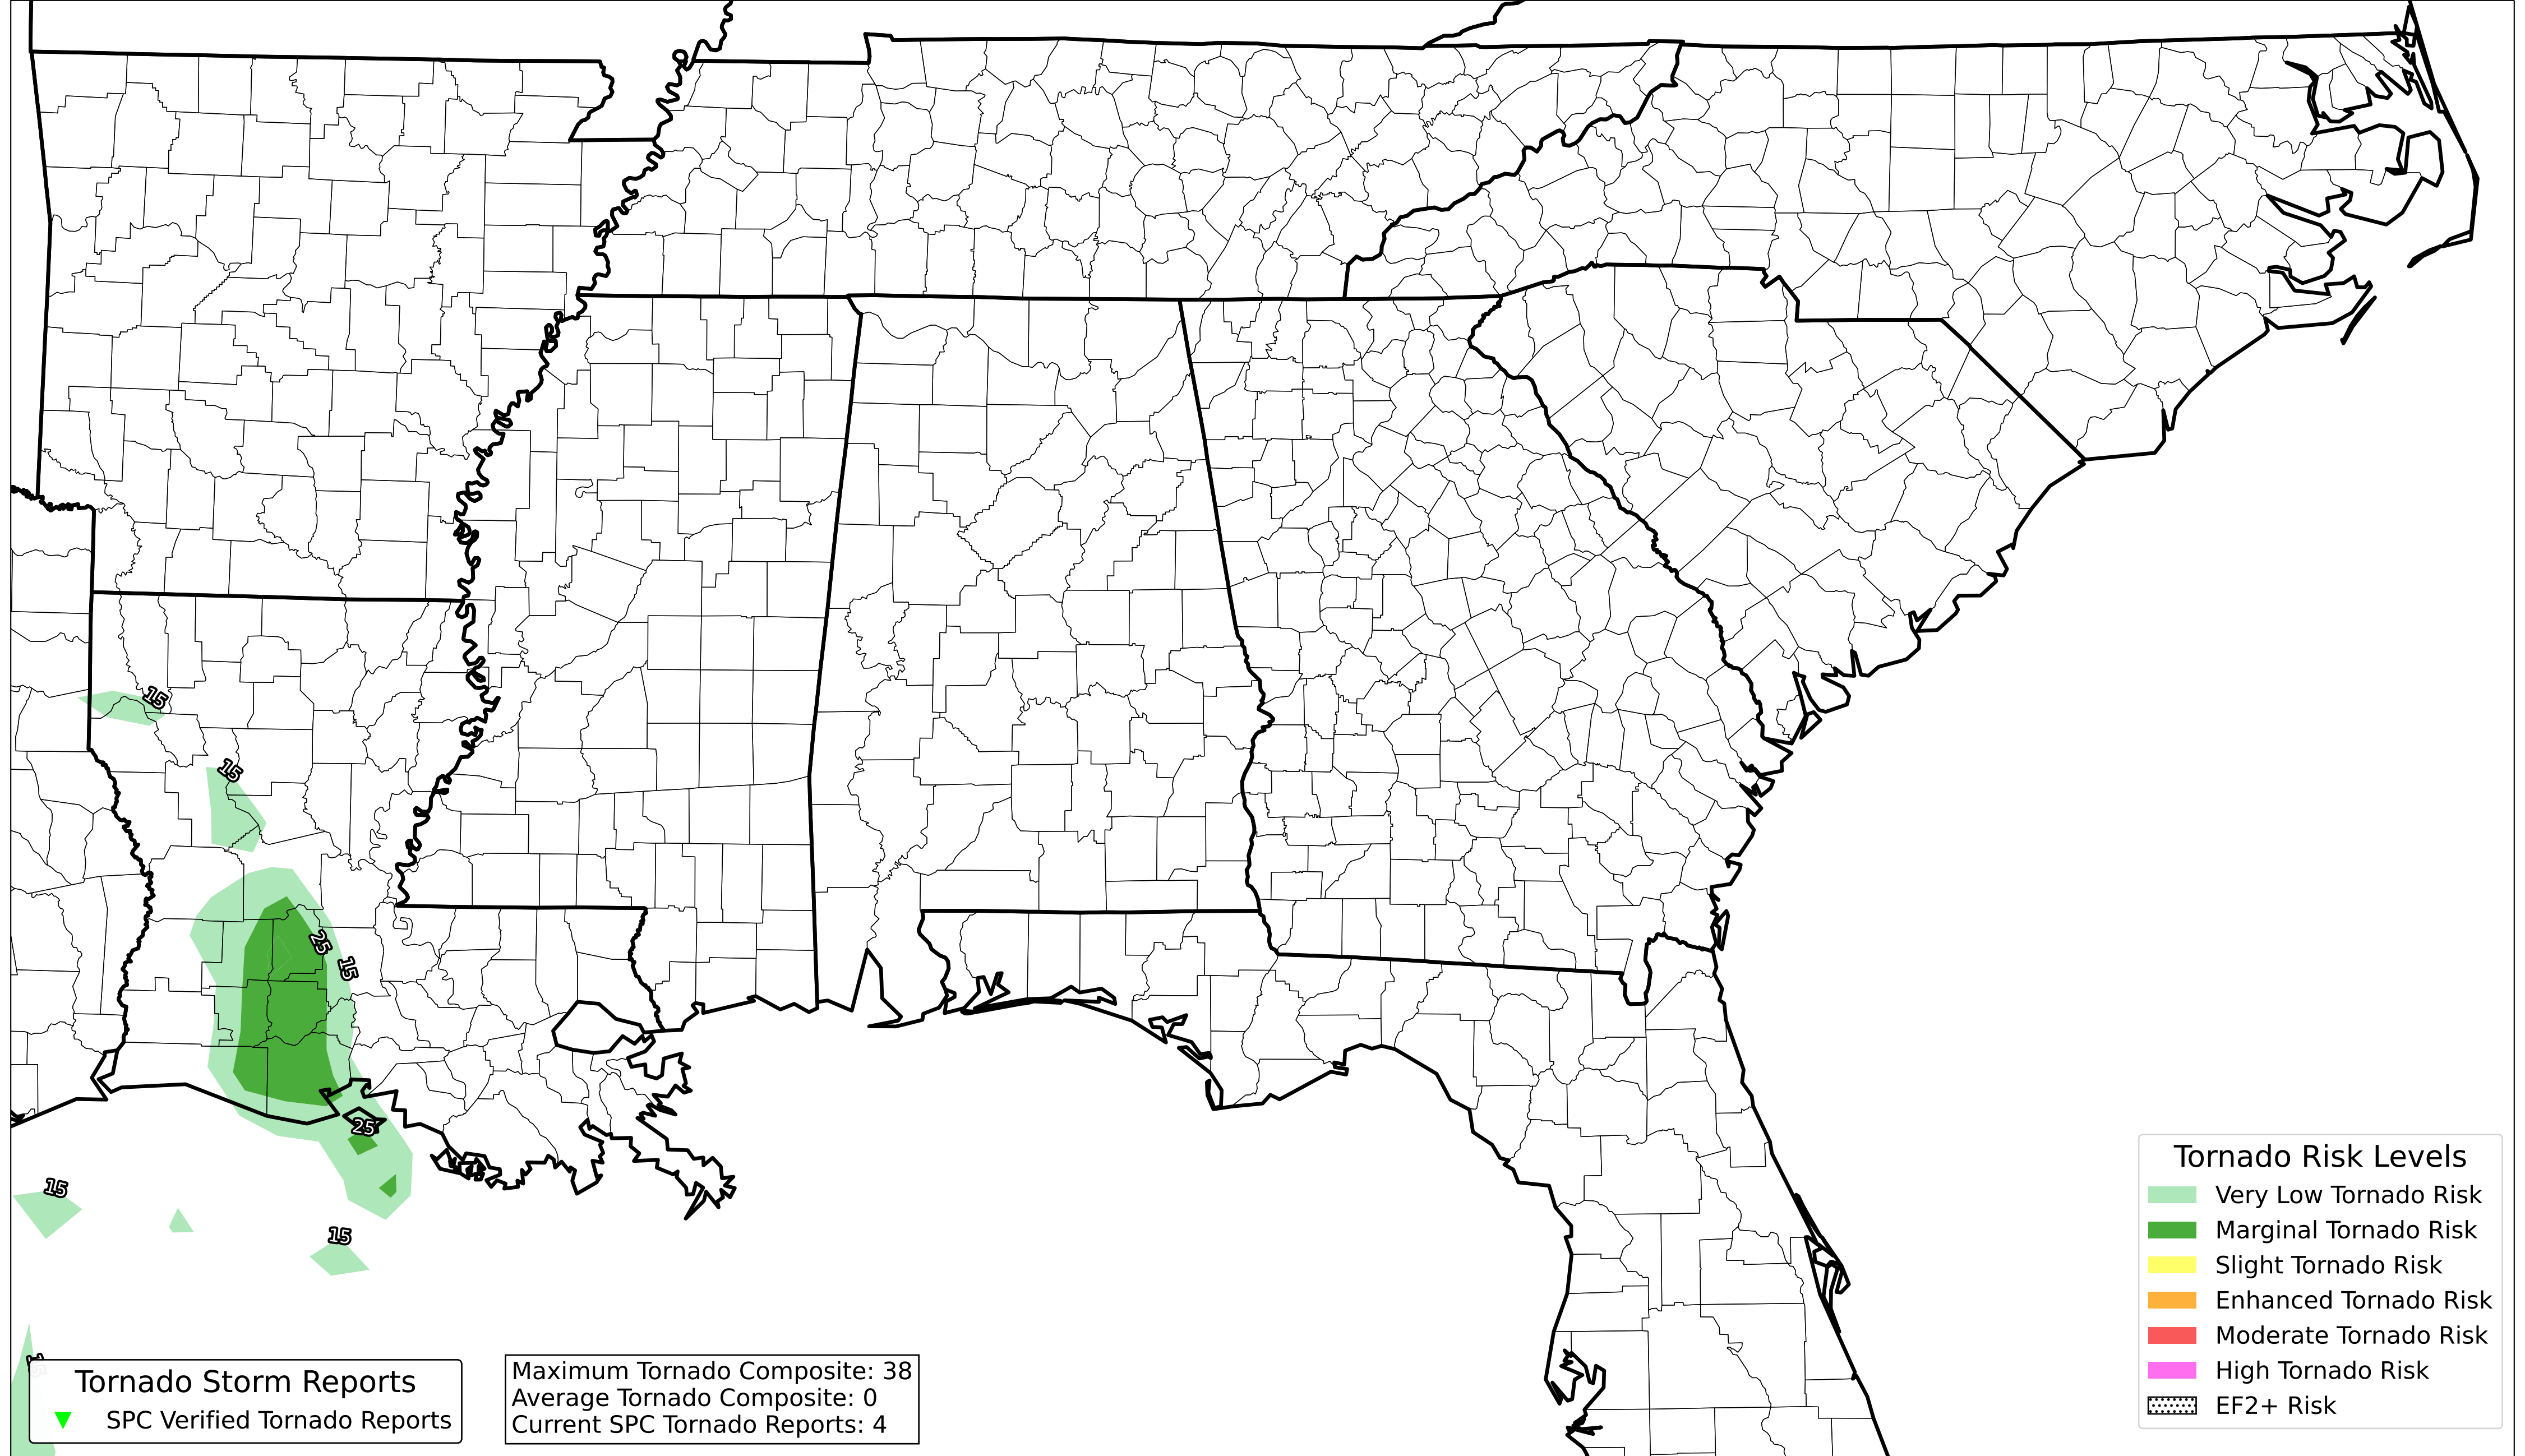 15
15
25
15
25
15
15
Tornado Storm Reports
SPC Verified Tornado Reports
Maximum Tornado Composite: 38
Average Tornado Composite: 0
Current SPC Tornado Reports: 4
Tornado Risk Levels
Very Low Tornado Risk
Marginal Tornado Risk
Slight Tornado Risk
Enhanced Tornado Risk
Moderate Tornado Risk
High Tornado Risk
EF2+ Risk